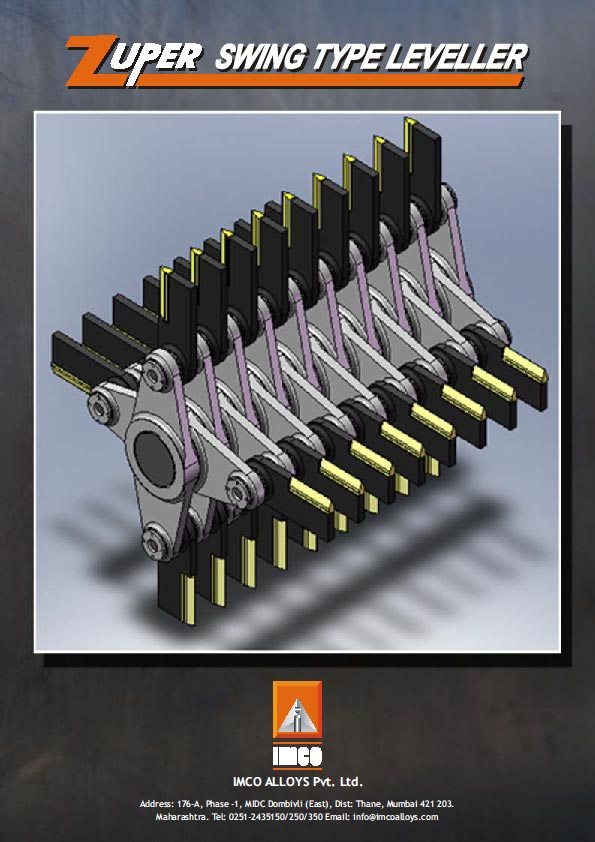 ZUPER SWING TYPE LEVELLER
IMCO
IMCO ALLOYS Pvt. Ltd.
Address: 176-A, Phase -1, MIDC Dombivli (East), Dist: Thane, Mumbai 421 203.
Maharashtra. Tel: 0251-2435150/250/350 Email: info@imcoalloys.com